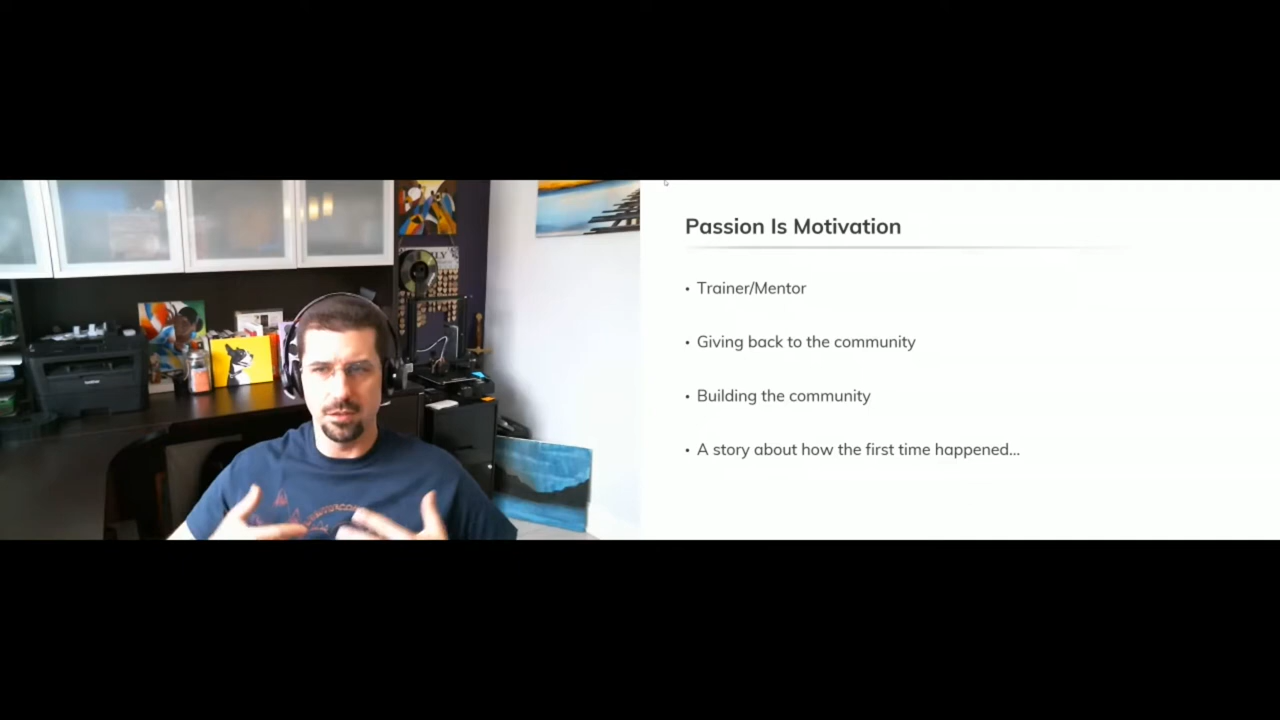 Passion Is Motivation
• Trainer/Mentor
• Giving back to the community
• Building the community
• A story about how the first time happened...
brother